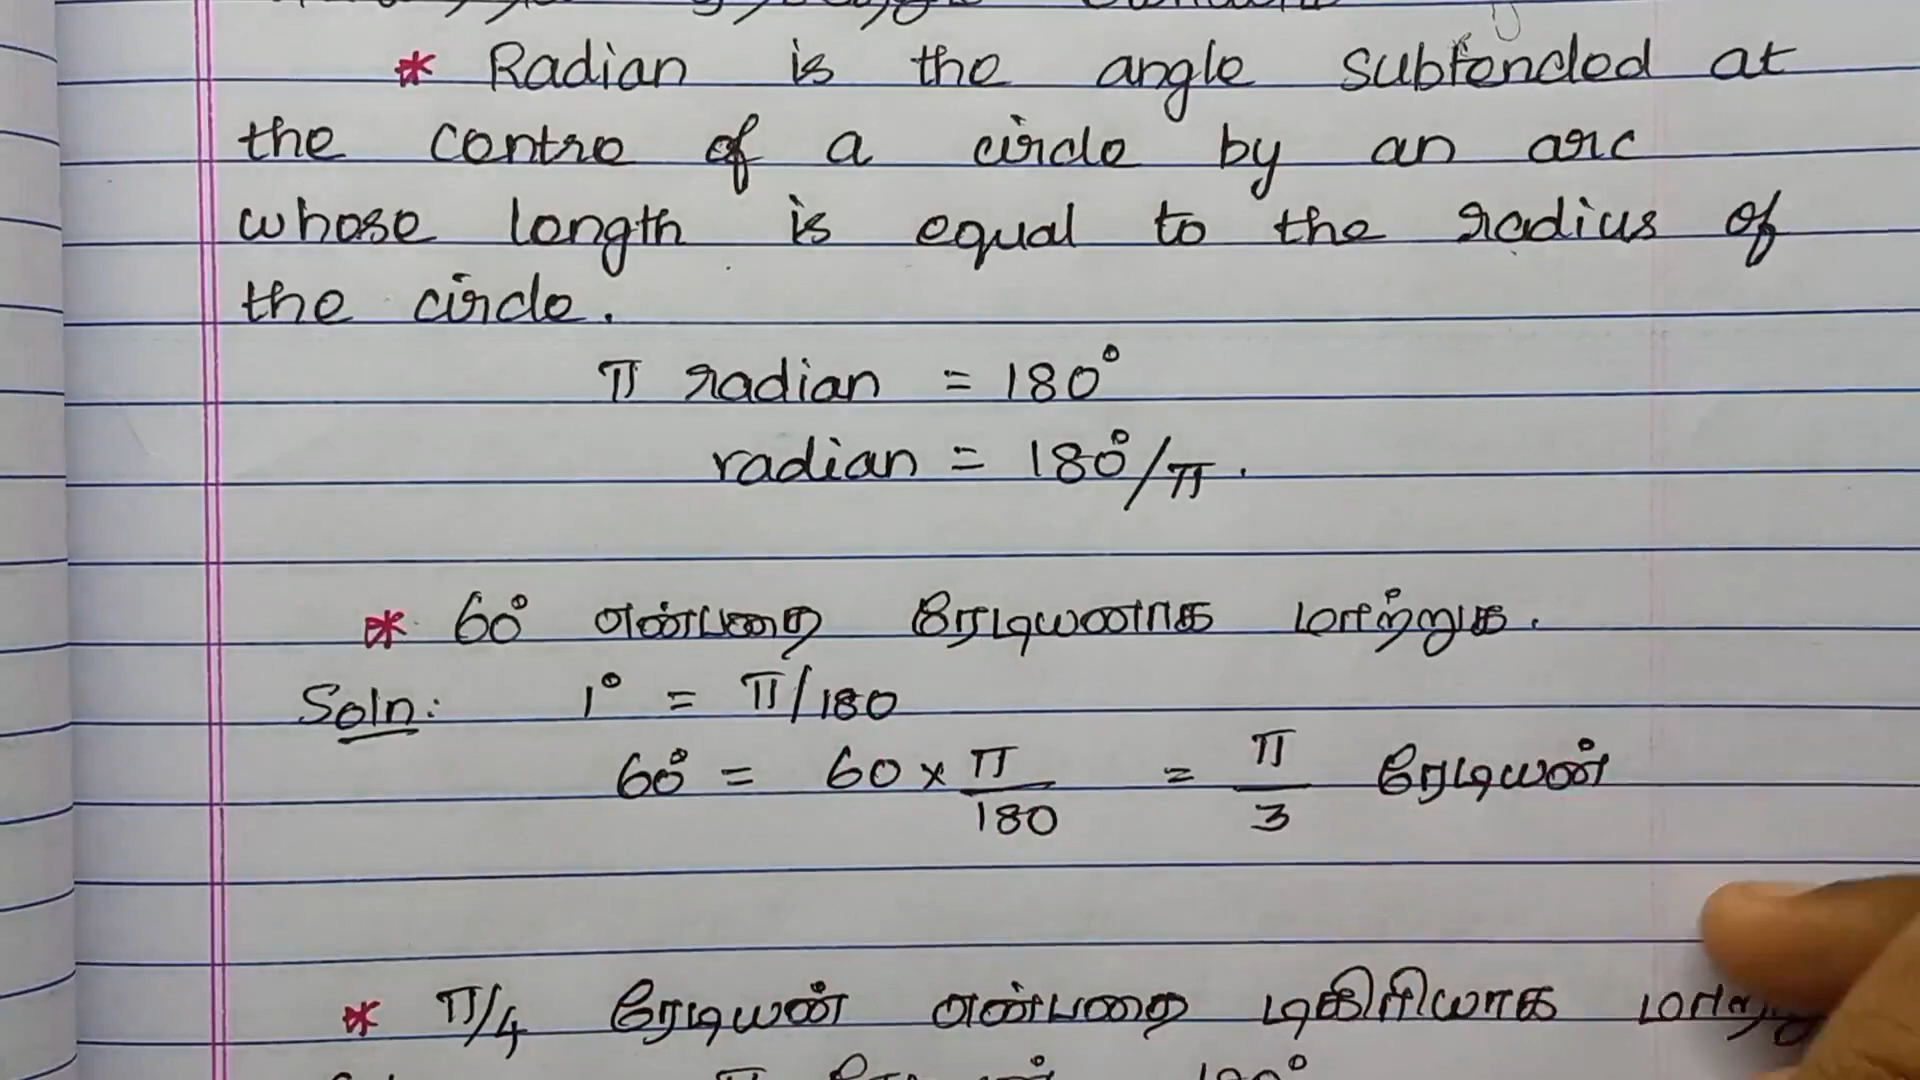 * Radian is the angle subtended at
the centre of a circle by an arc
whose length is equal to the radius of
the circle.
π radian = 180°
radian = 180°/π.
* 60° என்பதை ரேடியனாக மாற்றுக.
Soln: 1° = π/180
60° = 60 × π/180 = π/3 ரேடியன்
* π/4 ரேடியன் என்பதை டிகிரியாக